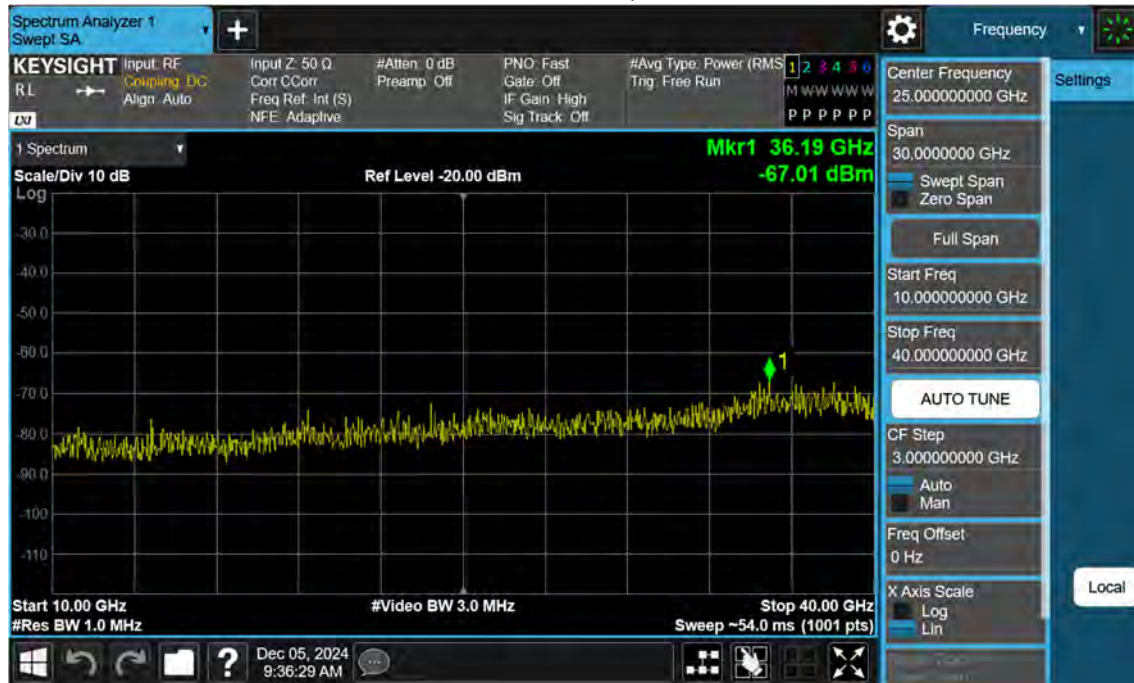 Spectrum Analyzer 1
Swept SA
Frequency
KEYSIGHT
RL
LXI
Input: RF
Coupling: DC
Align: Auto
Input Z: 50 Ω
Corr CCorr
Freq Ref: Int (S)
NFE: Adaptive
#Atten: 0 dB
Preamp: Off
PNO: Fast
Gate: Off
IF Gain: High
Sig Track: Off
#Avg Type: Power (RMS
Trig: Free Run
1 2 3 4 5 6
M W W W W W
P P P P P P
1 Spectrum
Scale/Div 10 dB
Ref Level -20.00 dBm
Mkr1 36.19 GHz
-67.01 dBm
Log
-30.0
-40.0
-50.0
-60.0
-70.0
-80.0
-90.0
-100
-110
1
Start 10.00 GHz
#Video BW 3.0 MHz
Stop 40.00 GHz
#Res BW 1.0 MHz
Sweep ~54.0 ms (1001 pts)
Dec 05, 2024
9:36:29 AM
?
Center Frequency
25.000000000 GHz
Span
30.0000000 GHz
Swept Span
Zero Span
Full Span
Start Freq
10.000000000 GHz
Stop Freq
40.000000000 GHz
AUTO TUNE
CF Step
3.000000000 GHz
Auto
Man
Freq Offset
0 Hz
X Axis Scale
Log
Lin
Settings
Local